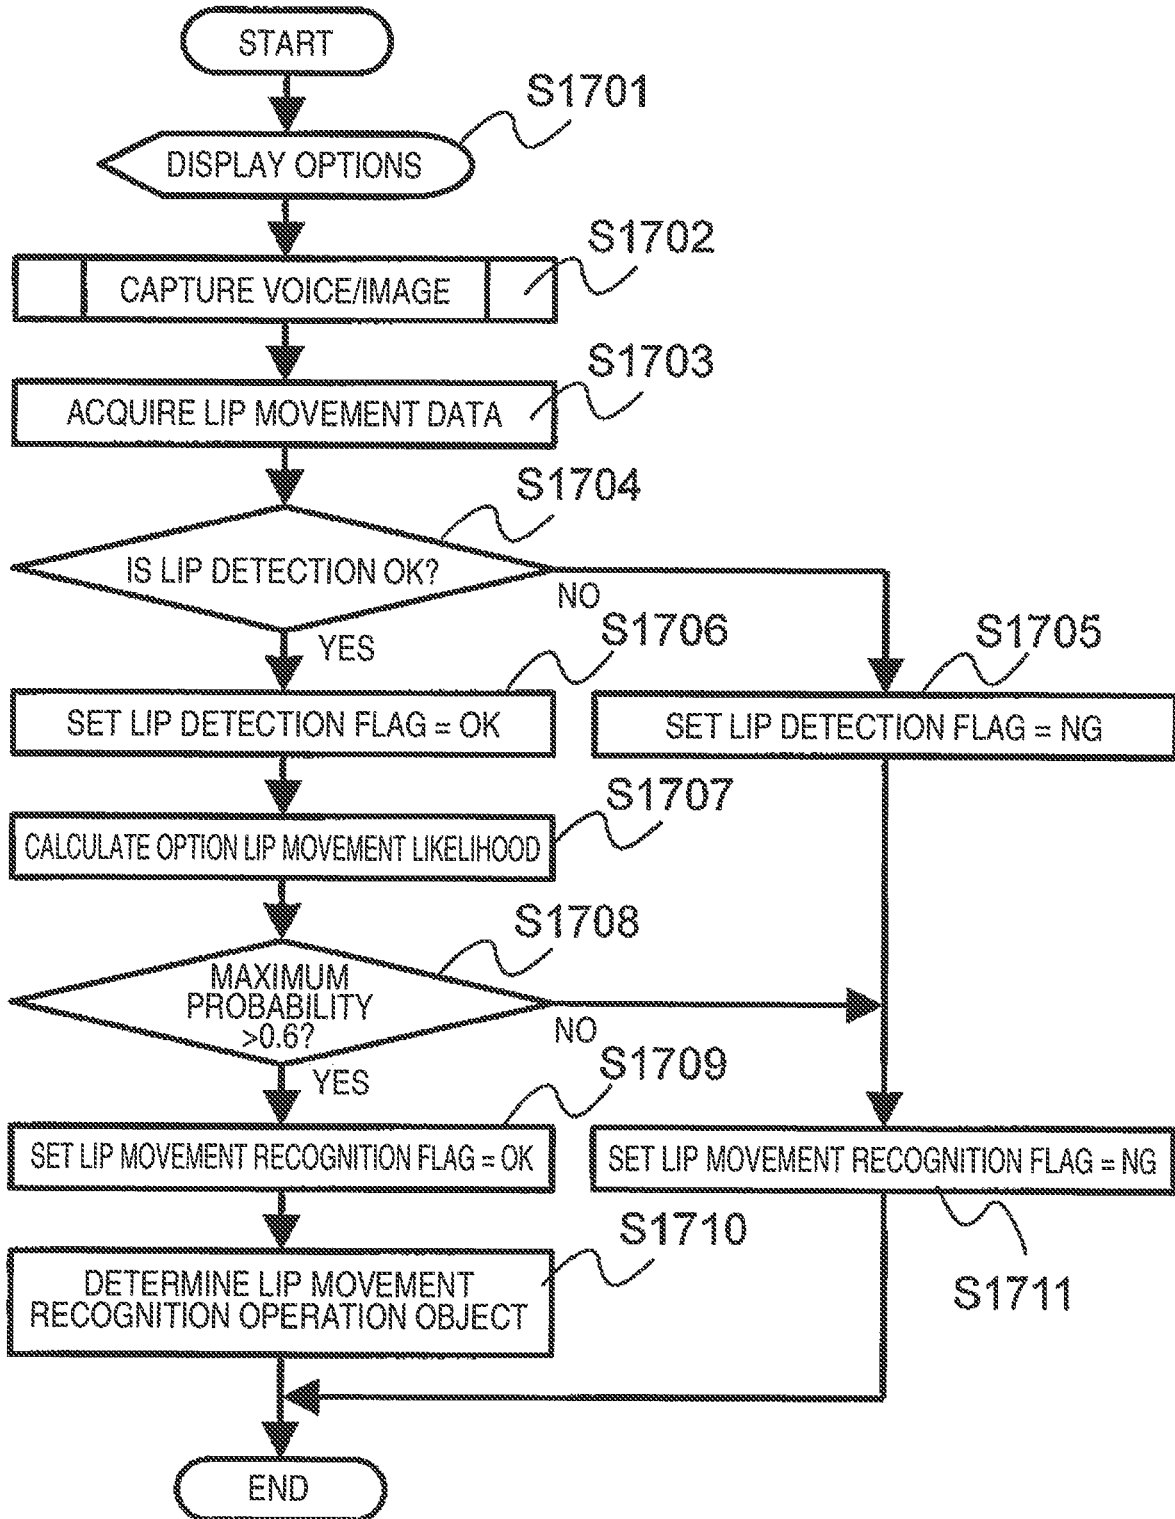 START
S1701
DISPLAY OPTIONS
S1702
CAPTURE VOICE/IMAGE
S1703
ACQUIRE LIP MOVEMENT DATA
S1704
IS LIP DETECTION OK?
NO
YES
S1706
S1705
SET LIP DETECTION FLAG = OK
SET LIP DETECTION FLAG = NG
S1707
CALCULATE OPTION LIP MOVEMENT LIKELIHOOD
S1708
MAXIMUM
PROBABILITY
>0.6?
NO
YES
S1709
SET LIP MOVEMENT RECOGNITION FLAG = OK
SET LIP MOVEMENT RECOGNITION FLAG = NG
S1710
DETERMINE LIP MOVEMENT
RECOGNITION OPERATION OBJECT
S1711
END